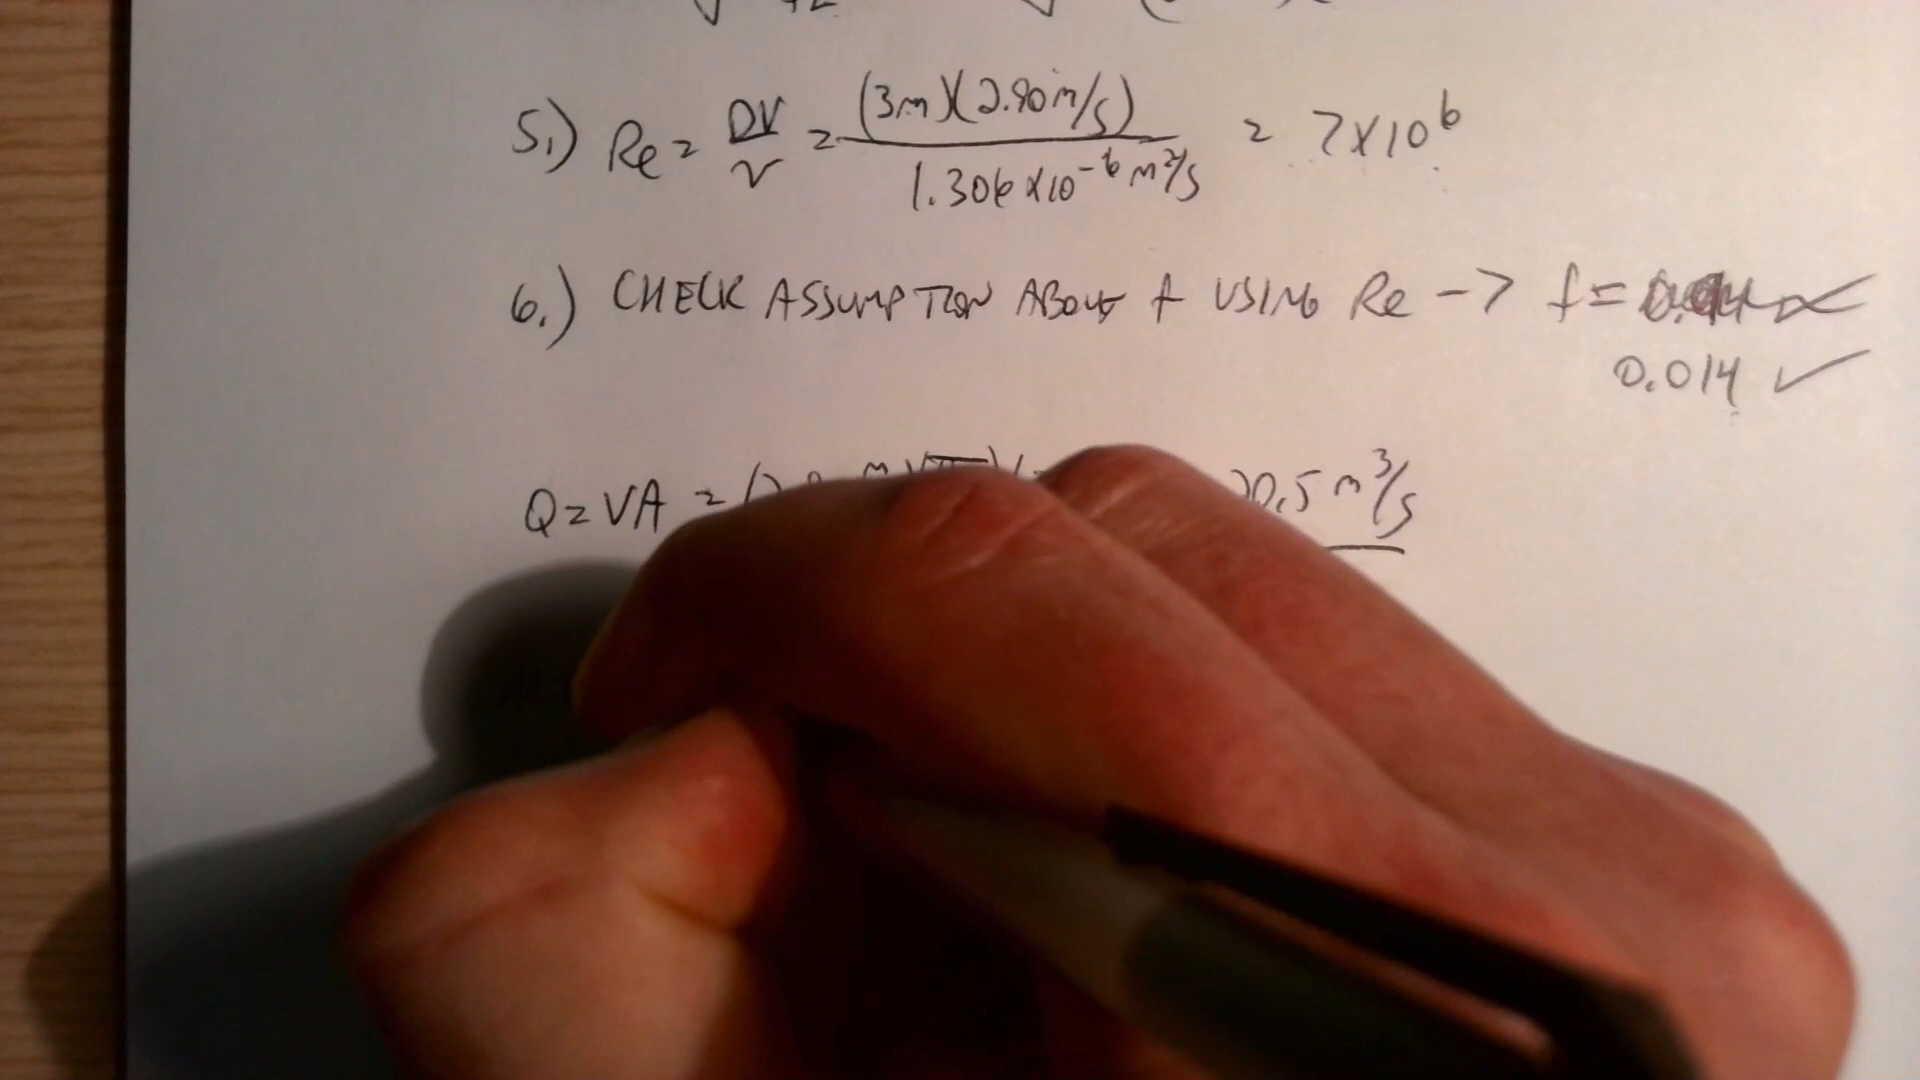 5.) Re = DV/ν = (3m)(2.90m/s)/1.306×10⁻⁶ m²/s = 7×10⁶
6.) CHECK ASSUMPTION ABOUT f USING Re -> f =
0.014 ✓
Q = VA = 20.5 m³/s